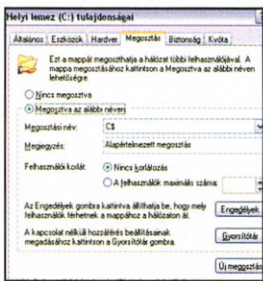 Helyi lemez (C:) tulajdonságai
Általános Eszközök Hardver Megosztás Biztonság Kvóta
Ezt a mappát megoszthatja a hálózat többi felhasználójával. A
mappa megosztásához kattintson a Megosztva az alábbi néven
lehetőségre.
Nincs megosztva
Megosztva az alábbi néven
Megosztási név: C$
Megjegyzés: Alapértelmezett megosztás
Felhasználói korlát: Nincs korlátozás
A felhasználók maximális száma:
Az Engedélyek gombra kattintva állíthatja be, hogy mely
felhasználók férhetnek a mappához a hálózaton át.
Engedélyek
A kapcsolat nélküli hozzáférés beállításainak
megadásához kattintson a Gyorsítótár gombra.
Gyorsítótár
Új megosztás